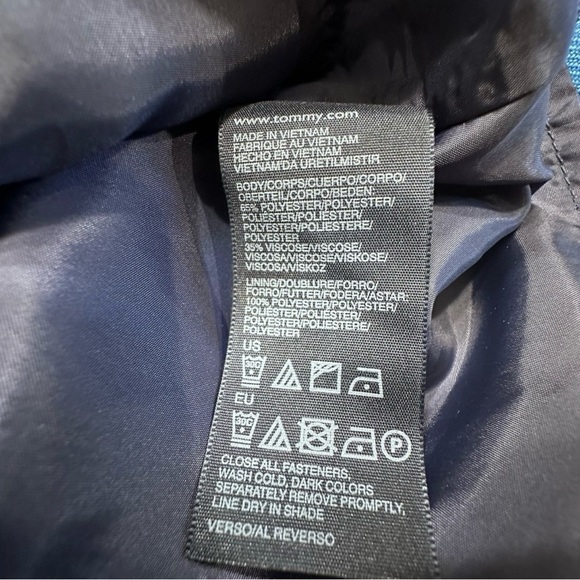 www.tommy.com
MADE IN VIETNAM
FABRIQUE AU VIETNAM
HECHO EN VIETNAM
VIETNAM'DA URETILMISTIR
BODY/CORPS/CUERPO/CORPO/
OBERTEIL/CORPO/BEDEN:
65% POLYESTER/POLYESTER/
POLIÉSTER/POLIESTER/
POLYESTER/POLIESTERE/
POLYESTER
35% VISCOSE/VISCOSE/
VISCOSA/VISCOSE/VISKOSE/
VISCOSA/VISKOZ
LINING/DOUBLURE/FORRO/
FORRO/FUTTER/FODERA/ASTAR:
100% POLYESTER/POLYESTER/
POLIÉSTER/POLIESTER/
POLYESTER/POLIESTERE/
POLYESTER
US
EU
P
CLOSE ALL FASTENERS,
WASH COLD, DARK COLORS
SEPARATELY REMOVE PROMPTLY,
LINE DRY IN SHADE
VERSO/AL REVERSO